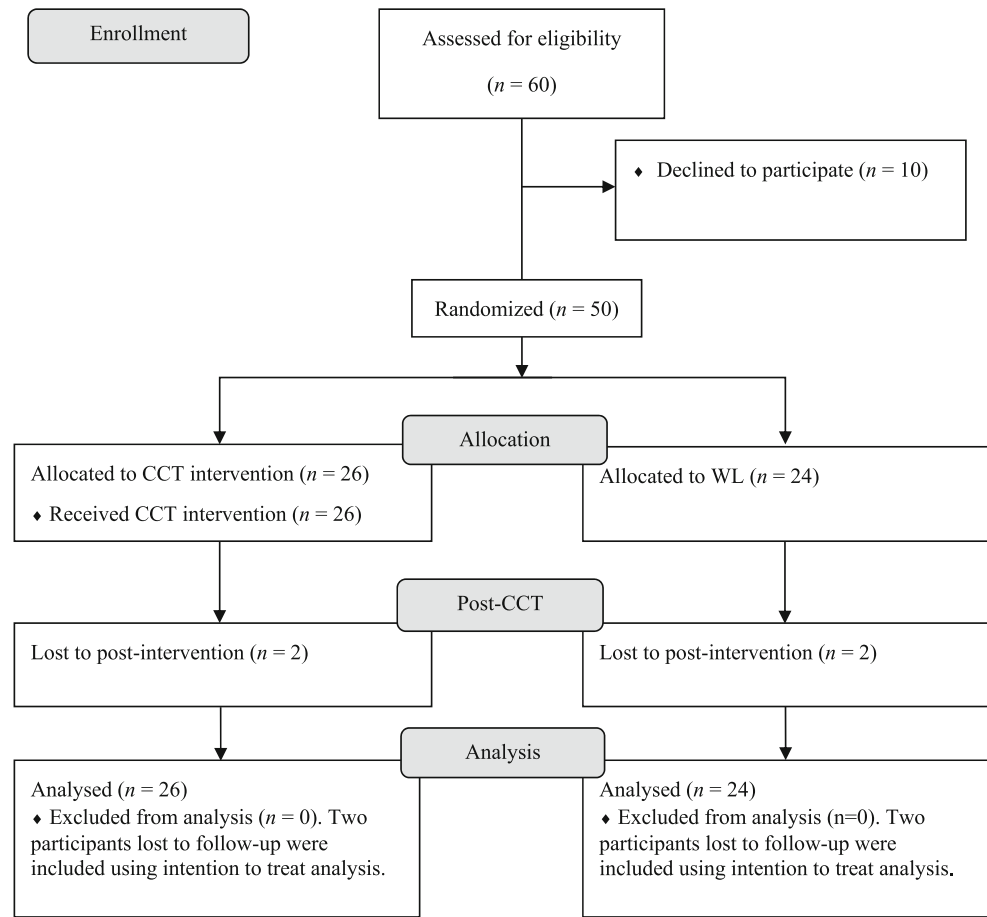 Enrollment
Assessed for eligibility
(n = 60)
♦ Declined to participate (n = 10)
Randomized (n = 50)
Allocation
Allocated to CCT intervention (n = 26)
♦ Received CCT intervention (n = 26)
Allocated to WL (n = 24)
Post-CCT
Lost to post-intervention (n = 2)
Lost to post-intervention (n = 2)
Analysis
Analysed (n = 26)
♦ Excluded from analysis (n = 0). Two
participants lost to follow-up were
included using intention to treat analysis.
Analysed (n = 24)
♦ Excluded from analysis (n=0). Two
participants lost to follow-up were
included using intention to treat analysis.